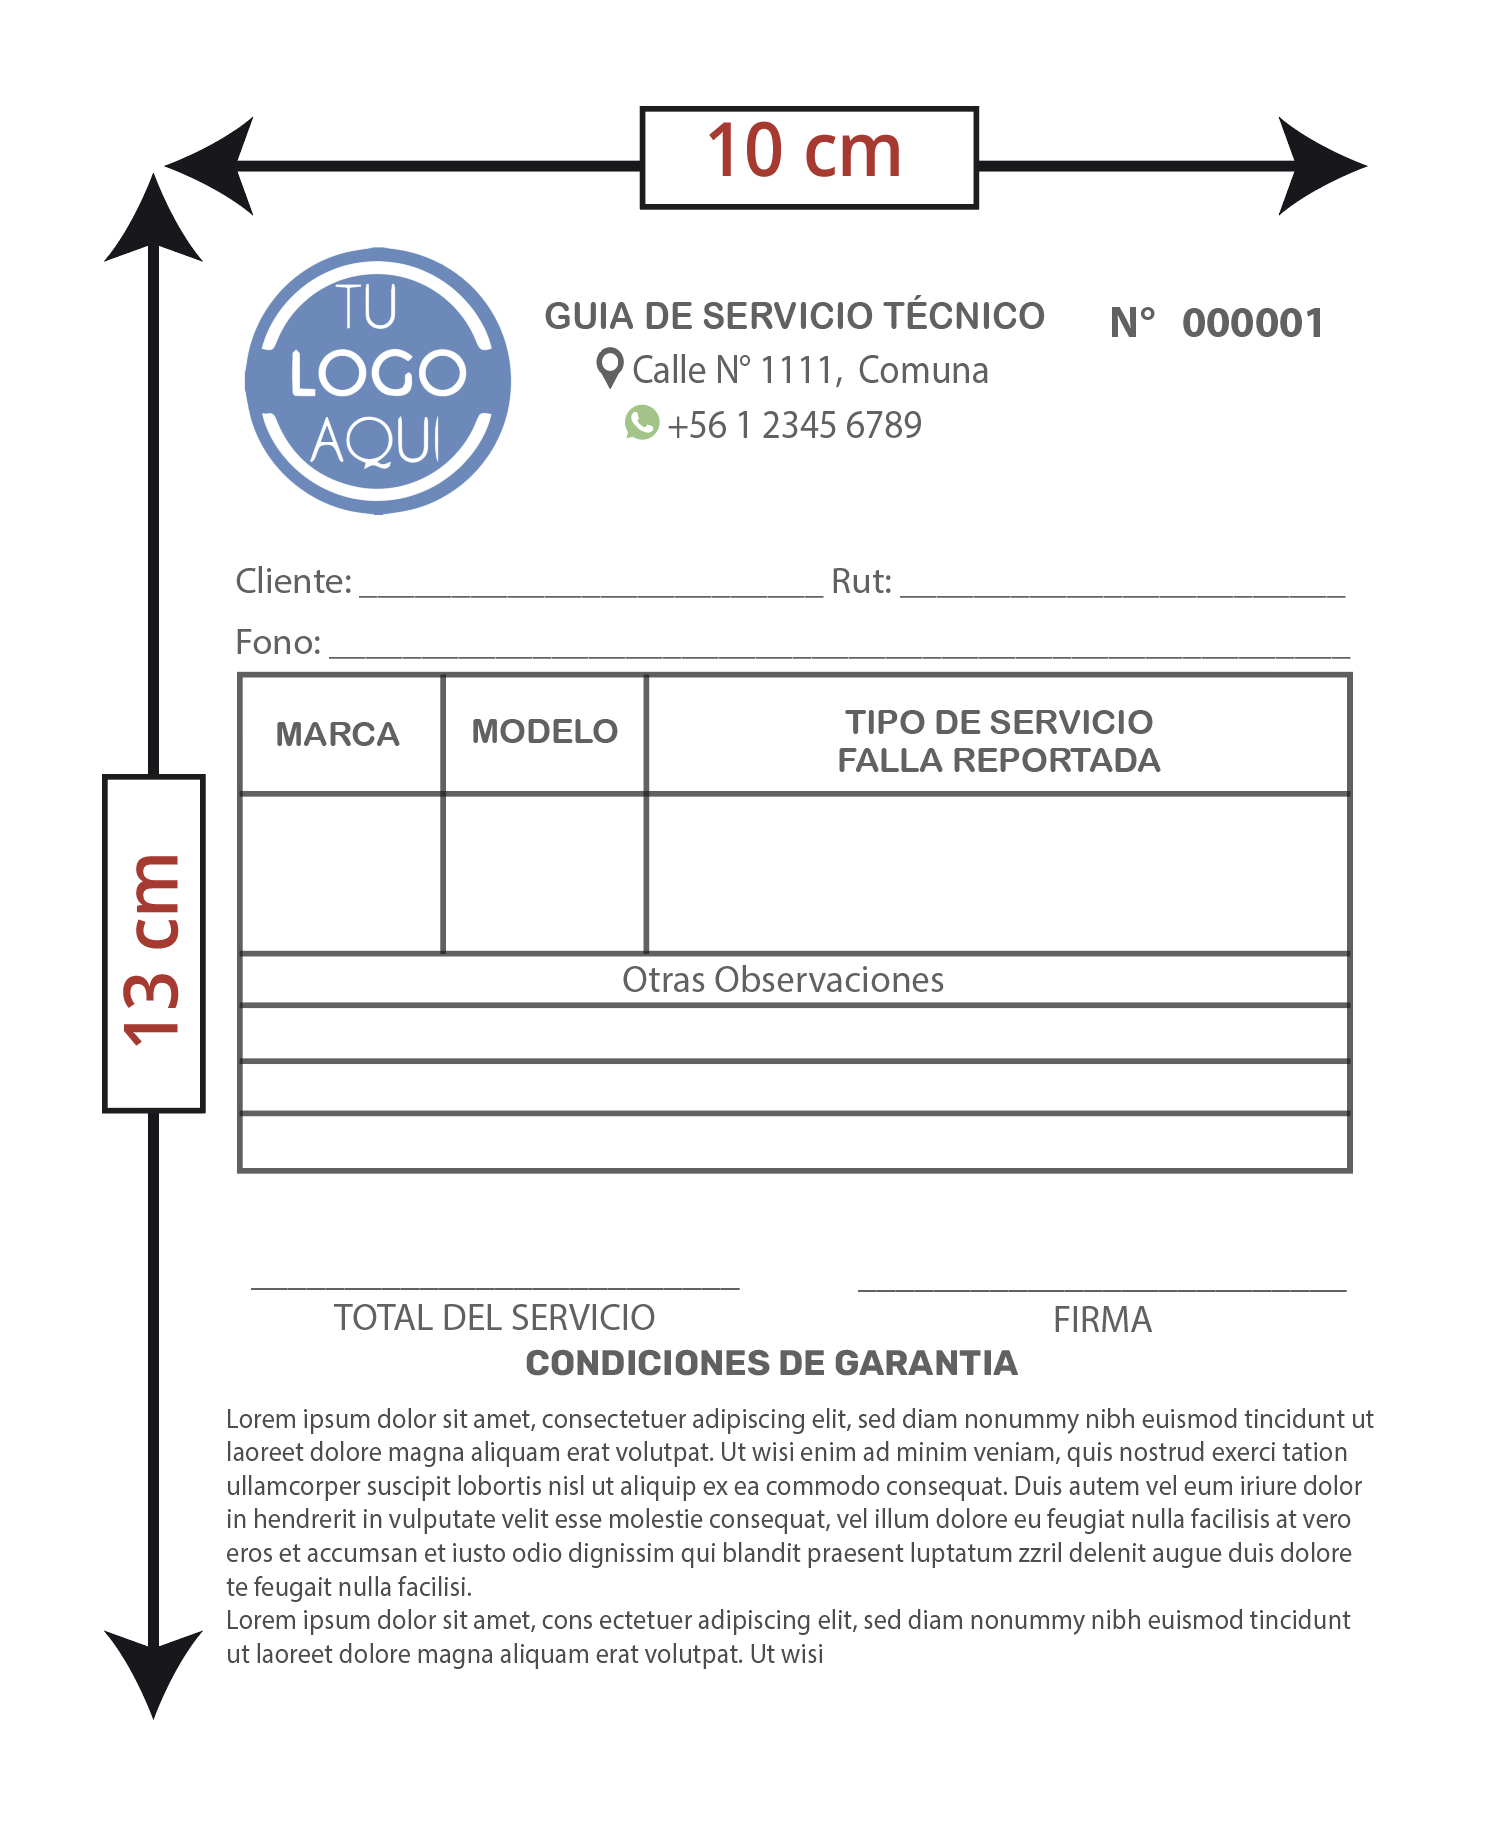 10 cm
13 cm
TU
LOGO
AQUI
GUIA DE SERVICIO TÉCNICO
N° 000001
Calle N° 1111, Comuna
+56 1 2345 6789
Cliente: _________________________ Rut: ________________________
Fono: _______________________________________________________
MARCA
MODELO
TIPO DE SERVICIO
FALLA REPORTADA
Otras Observaciones
TOTAL DEL SERVICIO
FIRMA
CONDICIONES DE GARANTIA
Lorem ipsum dolor sit amet, consectetuer adipiscing elit, sed diam nonummy nibh euismod tincidunt ut
laoreet dolore magna aliquam erat volutpat. Ut wisi enim ad minim veniam, quis nostrud exerci tation
ullamcorper suscipit lobortis nisl ut aliquip ex ea commodo consequat. Duis autem vel eum iriure dolor
in hendrerit in vulputate velit esse molestie consequat, vel illum dolore eu feugiat nulla facilisis at vero
eros et accumsan et iusto odio dignissim qui blandit praesent luptatum zzril delenit augue duis dolore
te feugait nulla facilisi.
Lorem ipsum dolor sit amet, cons ectetuer adipiscing elit, sed diam nonummy nibh euismod tincidunt
ut laoreet dolore magna aliquam erat volutpat. Ut wisi